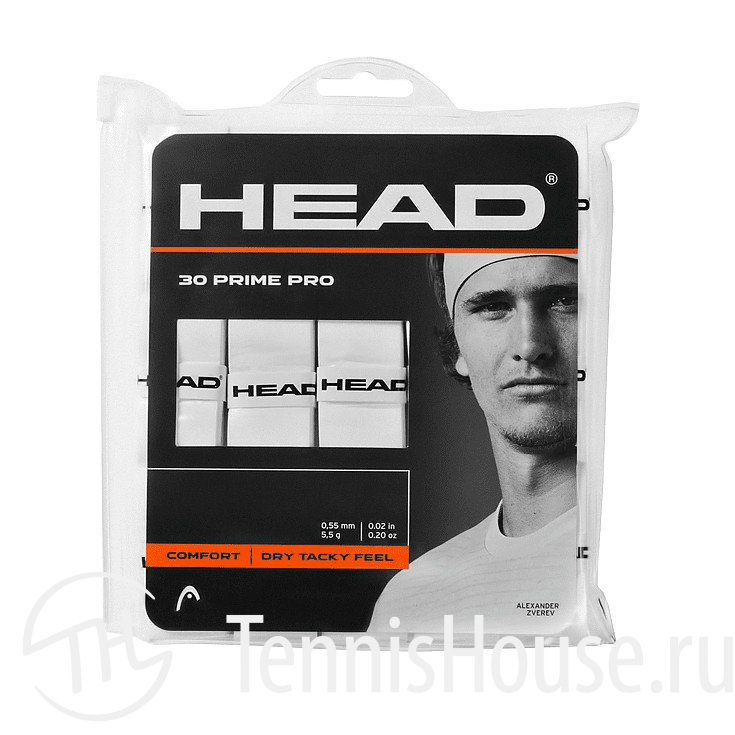 HEAD®
30 PRIME PRO
AD® HEAD HEAD
0,55 mm | 0.02 in
5,5 g | 0.20 oz
COMFORT | DRY TACKY FEEL
ALEXANDER
ZVEREV
TennisHouse.ru